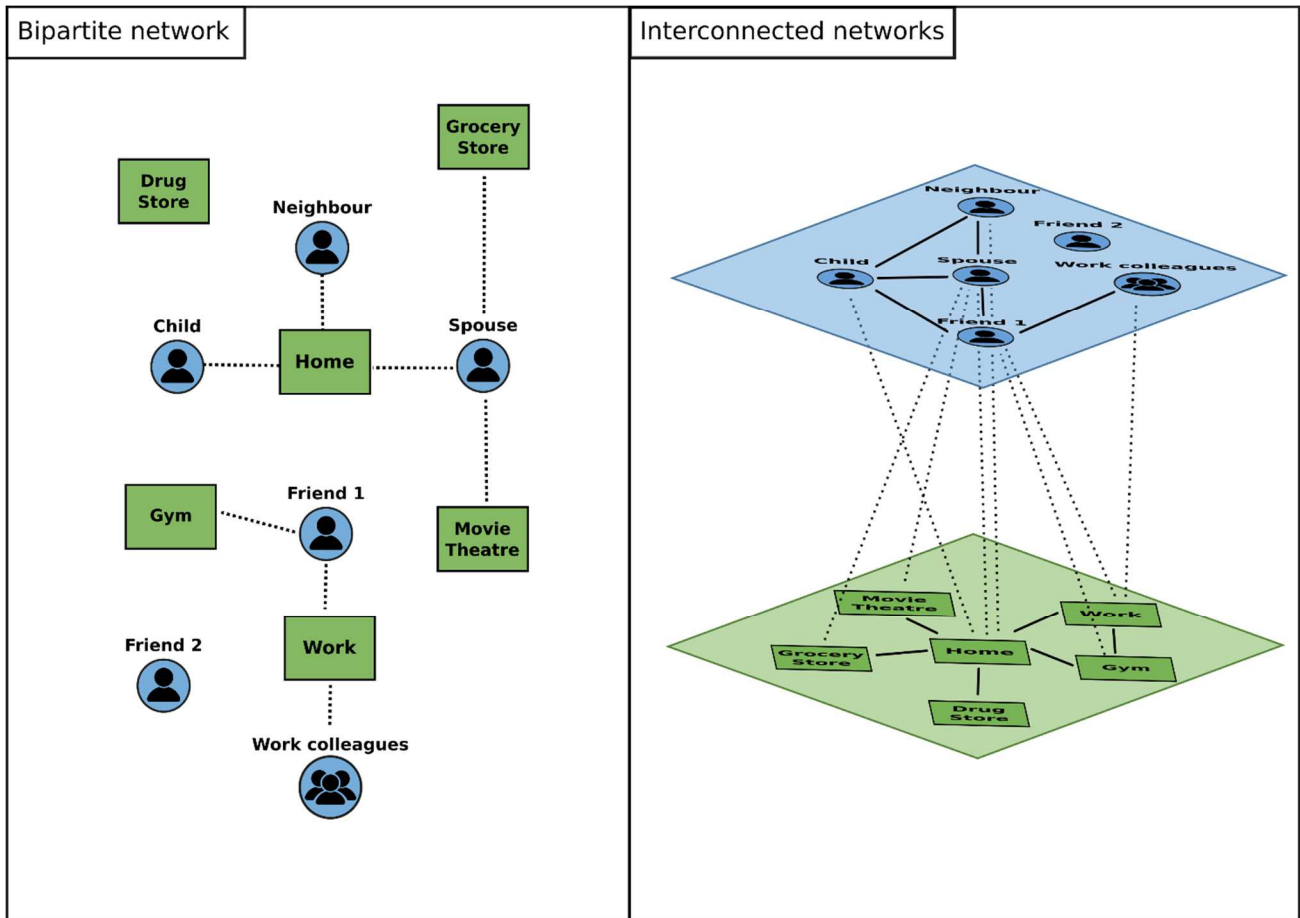 Bipartite network
Grocery
Store
Drug
Store
Neighbour
Child
Home
Spouse
Gym
Friend 1
Movie
Theatre
Friend 2
Work
Work colleagues
Interconnected networks
Neighbour
Friend 2
Child
Spouse
Work colleagues
Friend 1
Movie
Theatre
Work
Grocery
Store
Home
Gym
Drug
Store